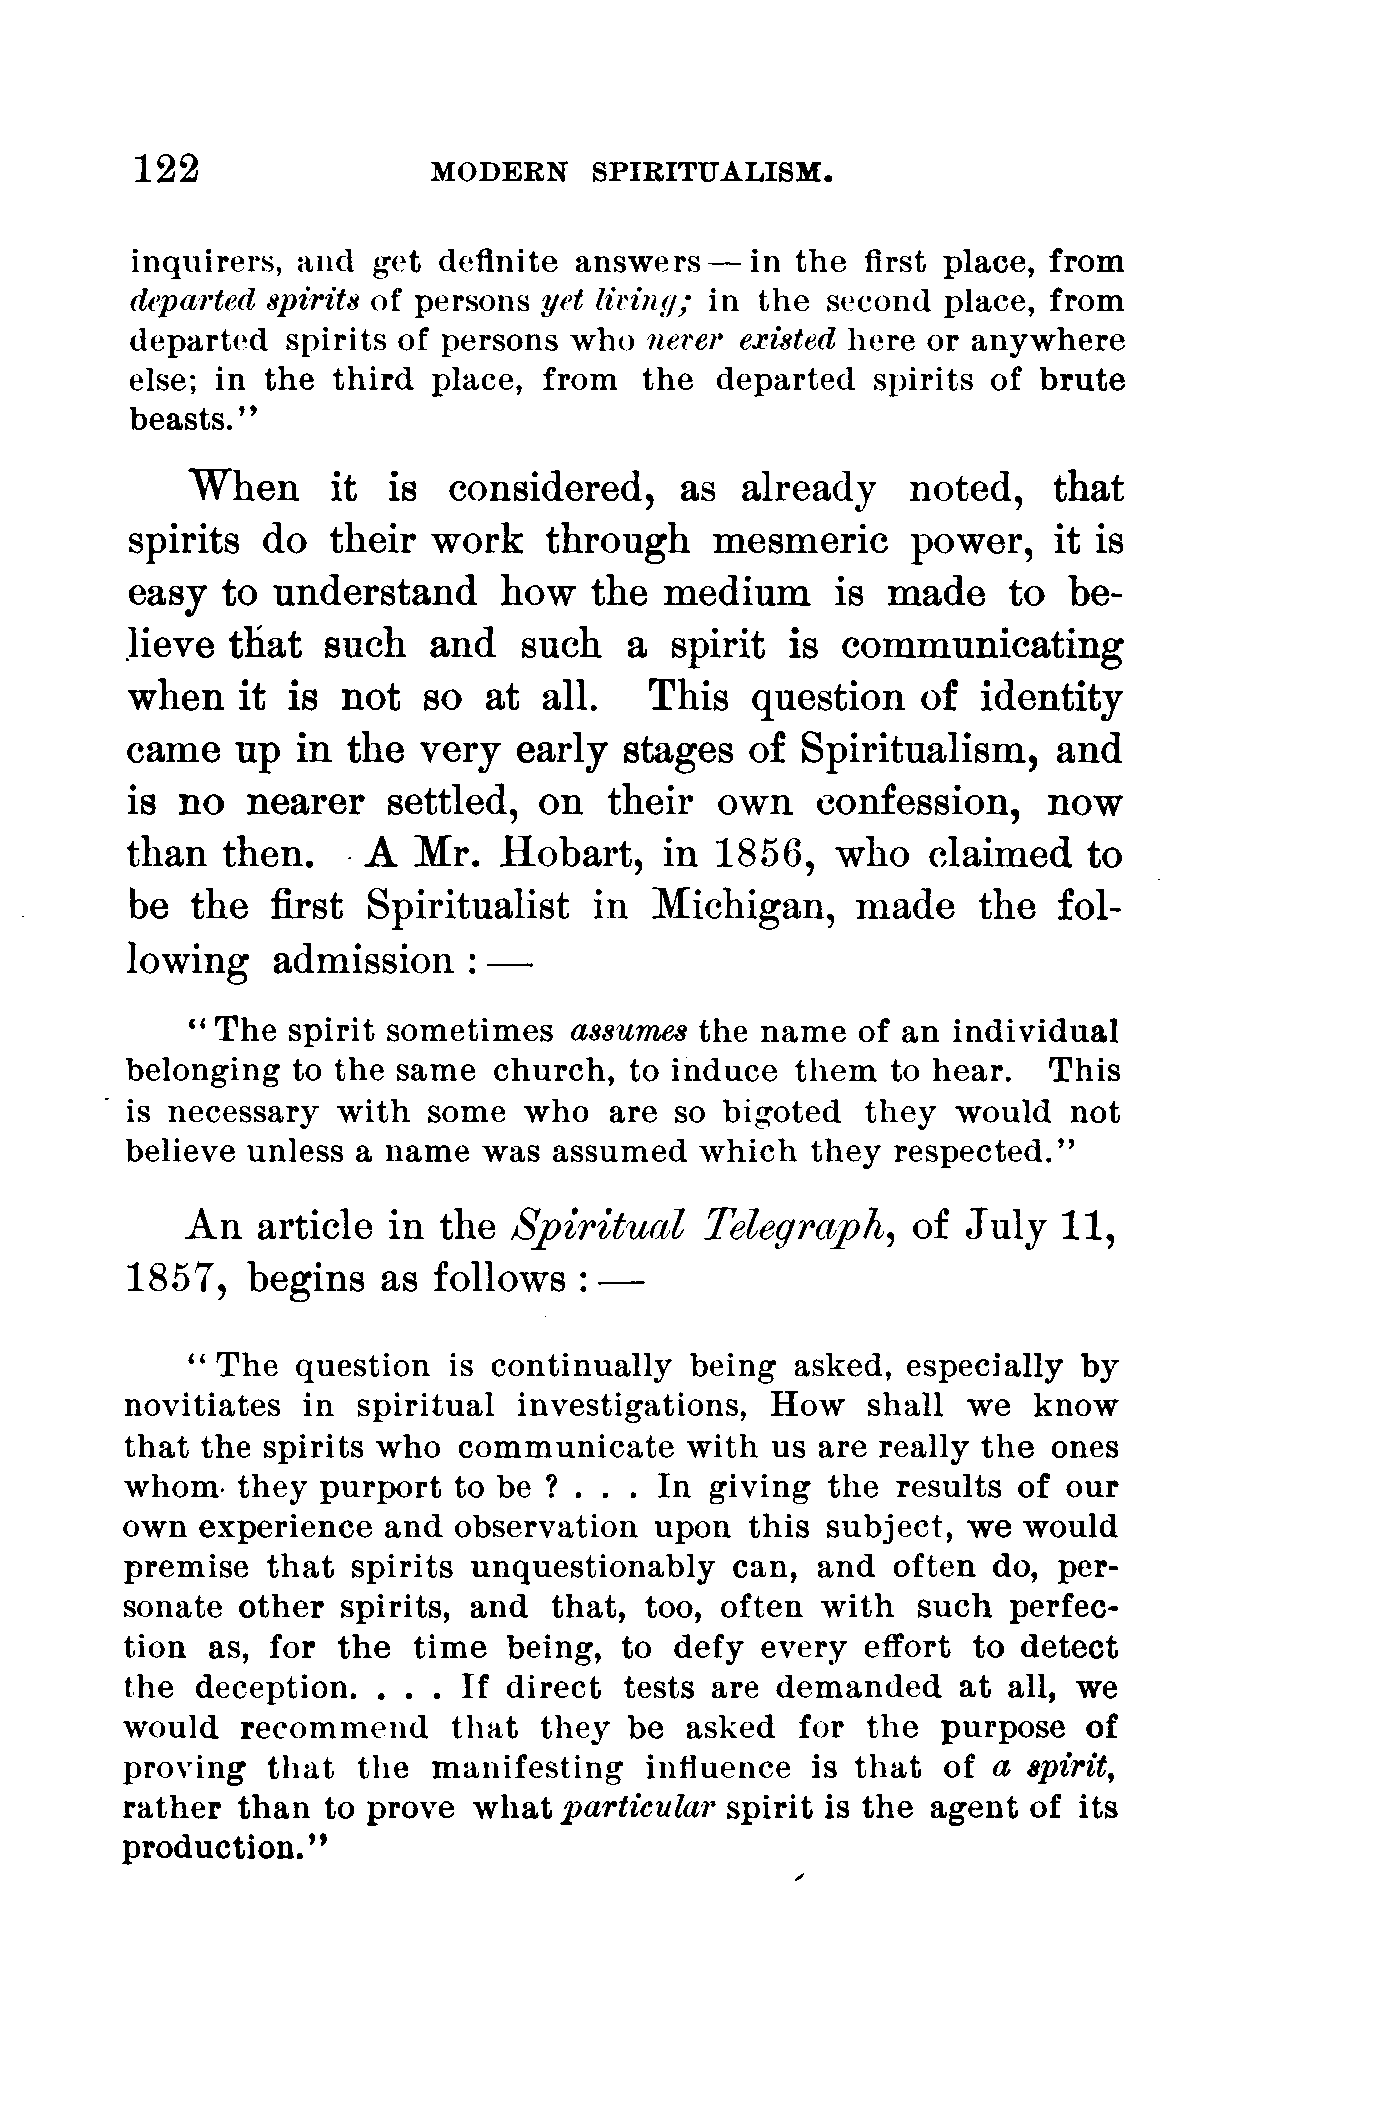 122 MODERN SPIRITUALISM.
inquirers, and get definite answers — in the first place, from
departed spirits of persons yet living; in the second place, from
departed spirits of persons who never existed here or anywhere
else; in the third place, from the departed spirits of brute
beasts."
When it is considered, as already noted, that
spirits do their work through mesmeric power, it is
easy to understand how the medium is made to be-
lieve that such and such a spirit is communicating
when it is not so at all. This question of identity
came up in the very early stages of Spiritualism, and
is no nearer settled, on their own confession, now
than then. A Mr. Hobart, in 1856, who claimed to
be the first Spiritualist in Michigan, made the fol-
lowing admission : —
"The spirit sometimes assumes the name of an individual
belonging to the same church, to induce them to hear. This
is necessary with some who are so bigoted they would not
believe unless a name was assumed which they respected."
An article in the Spiritual Telegraph, of July 11,
1857, begins as follows : —
"The question is continually being asked, especially by
novitiates in spiritual investigations, How shall we know
that the spirits who communicate with us are really the ones
whom they purport to be ? . . . In giving the results of our
own experience and observation upon this subject, we would
premise that spirits unquestionably can, and often do, per-
sonate other spirits, and that, too, often with such perfec-
tion as, for the time being, to defy every effort to detect
the deception. . . . If direct tests are demanded at all, we
would recommend that they be asked for the purpose of
proving that the manifesting influence is that of a spirit,
rather than to prove what particular spirit is the agent of its
production."